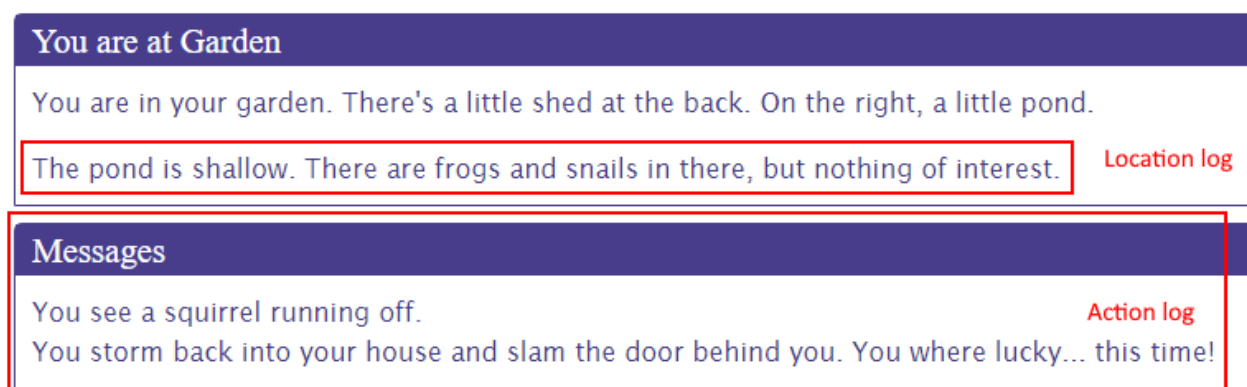 You are at Garden
You are in your garden. There's a little shed at the back. On the right, a little pond.
The pond is shallow. There are frogs and snails in there, but nothing of interest.
Location log
Messages
You see a squirrel running off.
Action log
You storm back into your house and slam the door behind you. You where lucky... this time!